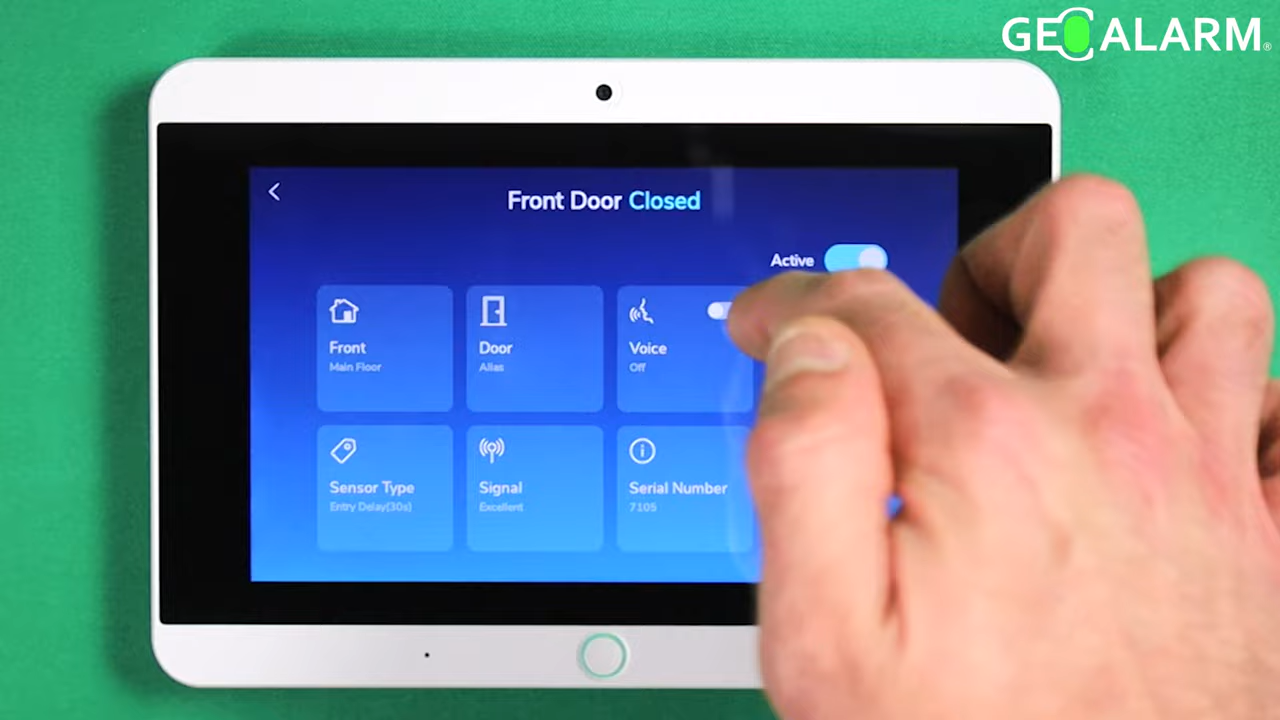 GEOALARM®
Front Door Closed
Active
Front
Main Floor
Door
Alias
Voice
Off
Sensor Type
Entry Delay(30s)
Signal
Excellent
Serial Number
7105